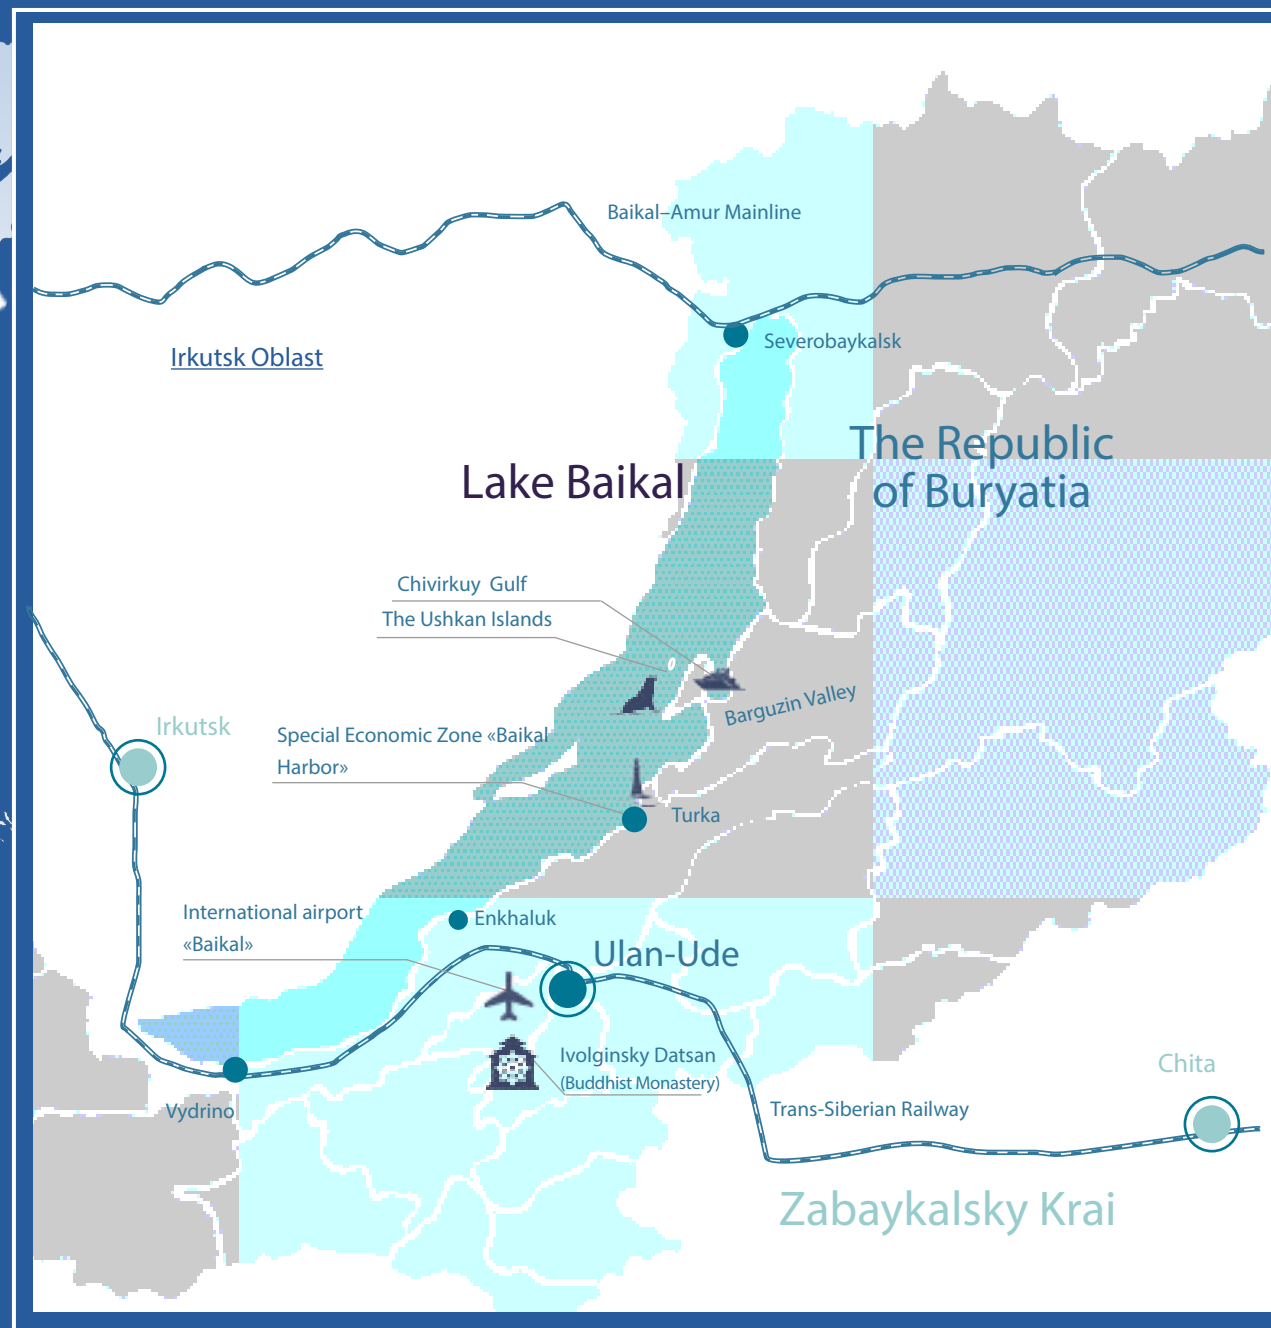 Baikal–Amur Mainline
Severobaykalsk
Irkutsk Oblast
The Republic
of Buryatia
Lake Baikal
Chivirkuy Gulf
The Ushkan Islands
Barguzin Valley
Irkutsk
Special Economic Zone «Baikal
Harbor»
Turka
International airport
«Baikal»
Enkhaluk
Ulan-Ude
Ivolginsky Datsan
(Buddhist Monastery)
Chita
Vydrino
Trans-Siberian Railway
Zabaykalsky Krai